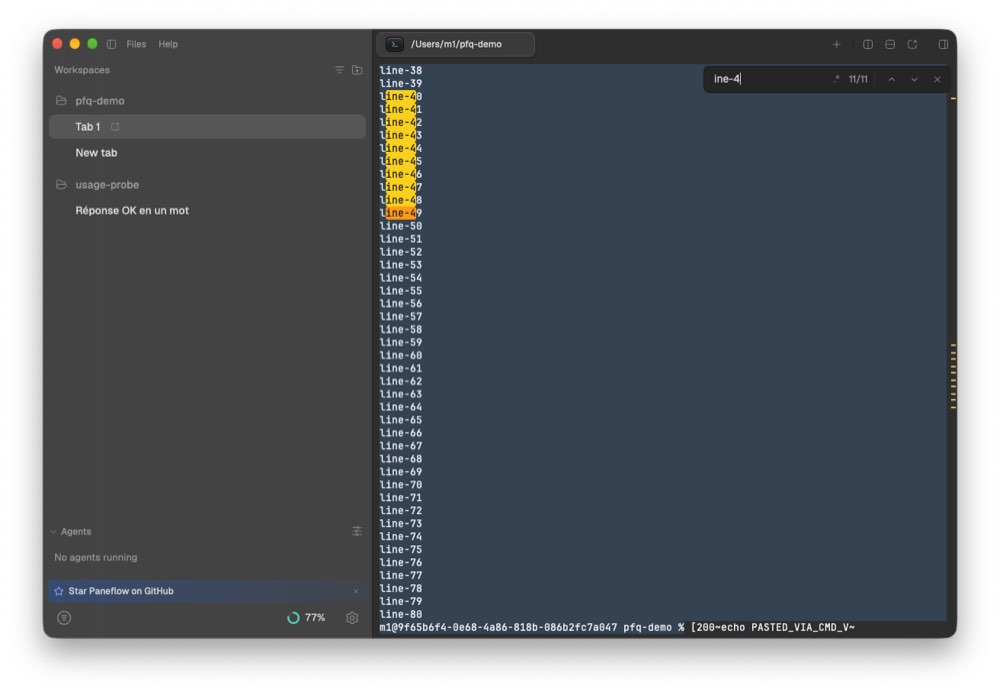 Files Help
Workspaces
pfq-demo
Tab 1
New tab
usage-probe
Réponse OK en un mot
Agents
No agents running
Star Paneflow on GitHub
77%
/Users/m1/pfq-demo
ine-4
.* 11/11
line-38
line-39
line-40
line-41
line-42
line-43
line-44
line-45
line-46
line-47
line-48
line-49
line-50
line-51
line-52
line-53
line-54
line-55
line-56
line-57
line-58
line-59
line-60
line-61
line-62
line-63
line-64
line-65
line-66
line-67
line-68
line-69
line-70
line-71
line-72
line-73
line-74
line-75
line-76
line-77
line-78
line-79
line-80
m1@9f65b6f4-0e68-4a86-818b-086b2fc7a047 pfq-demo % [200~echo PASTED_VIA_CMD_V~